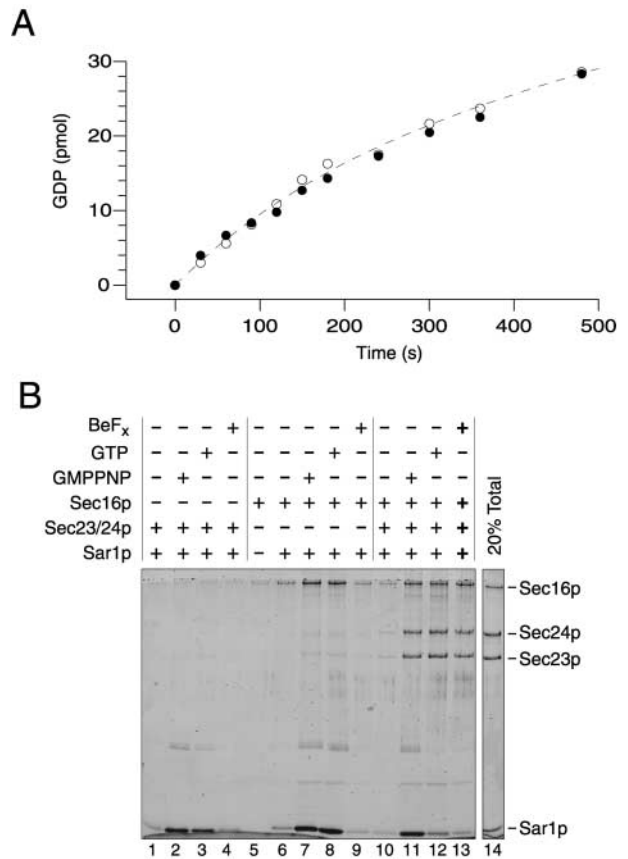 A
30
20
10
0
GDP (pmol)
0 100 200 300 400 500
Time (s)
B
BeFx − − − + − − − − + − − − +
GTP − − + − − − − + − − − + −
GMPPNP − + − − − − + − − − + − −
Sec16p − − − − + + + + + + + + +
Sec23/24p + + + + − − − − − + + + +
Sar1p + + + + − + + + + + + + +
20% Total
Sec16p
Sec24p
Sec23p
Sar1p
1 2 3 4 5 6 7 8 9 10 11 12 13 14